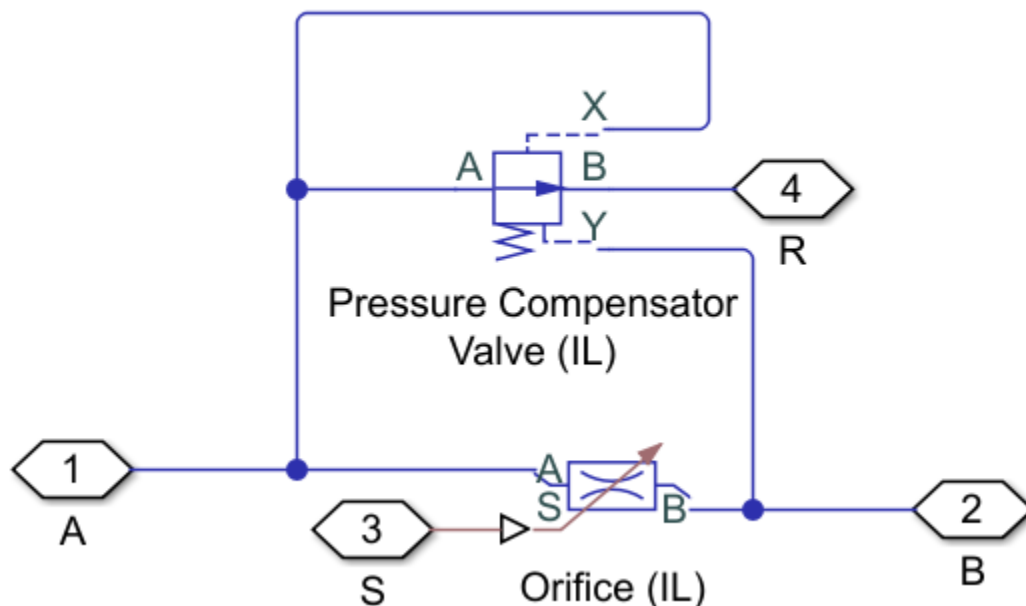 X
A
B
4
Y
R
Pressure Compensator
Valve (IL)
1
A
A
S
B
3
S
2
B
Orifice (IL)